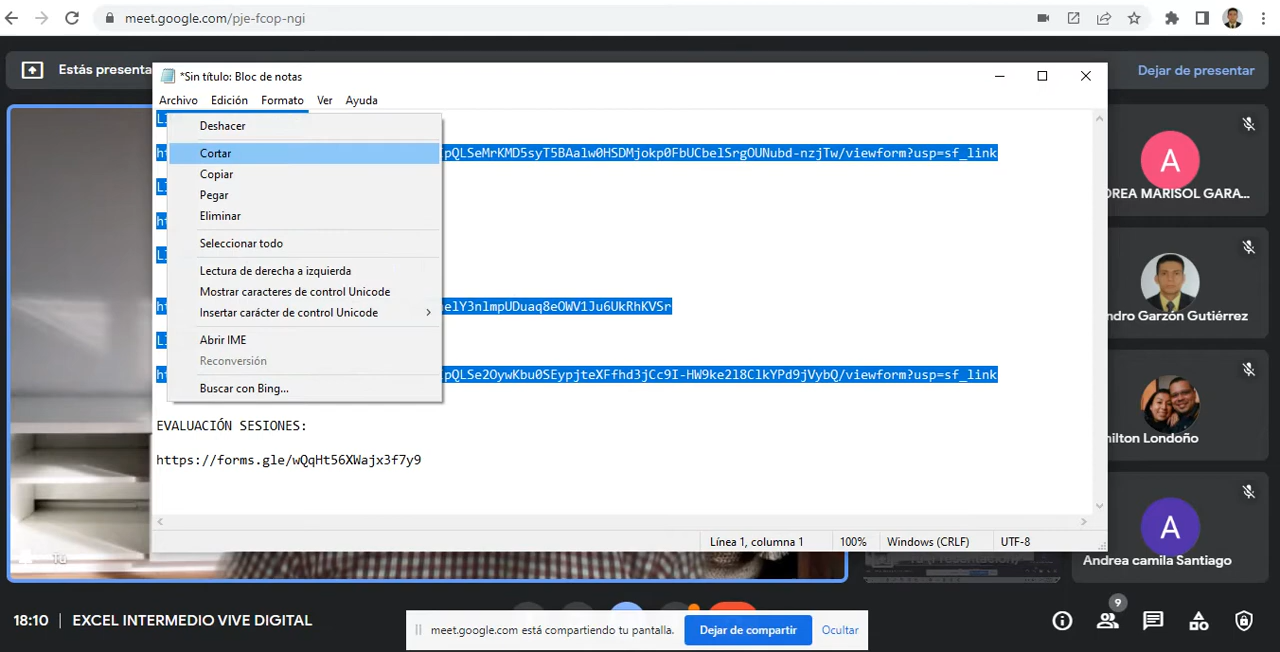 meet.google.com/pje-fcop-ngi
Estás presenta
Dejar de presentar
*Sin título: Bloc de notas
Archivo Edición Formato Ver Ayuda
Deshacer
Cortar
Copiar
Pegar
Eliminar
Seleccionar todo
Lectura de derecha a izquierda
Mostrar caracteres de control Unicode
Insertar carácter de control Unicode
Abrir IME
Reconversión
Buscar con Bing...
pQLSeMrKMD5syT5BAalw0HSDMjokp0FbUCbelSrgOUNubd-nzjTw/viewform?usp=sf_link
elY3nlmpUDuaq8eOWV1Ju6UkRhKVSr
pQLSe2OywKbu0SEypjteXFfhd3jCc9I-HW9ke2l8ClkYPd9jVybQ/viewform?usp=sf_link
EVALUACIÓN SESIONES:
https://forms.gle/wQqHt56XWajx3f7y9
Línea 1, columna 1 100% Windows (CRLF) UTF-8
A
DREA MARISOL GARA...
ndro Garzón Gutiérrez
hilton Londoño
A
Andrea camila Santiago
Tú
Tú (Presentación)
18:10 EXCEL INTERMEDIO VIVE DIGITAL
meet.google.com está compartiendo tu pantalla. Dejar de compartir Ocultar
9